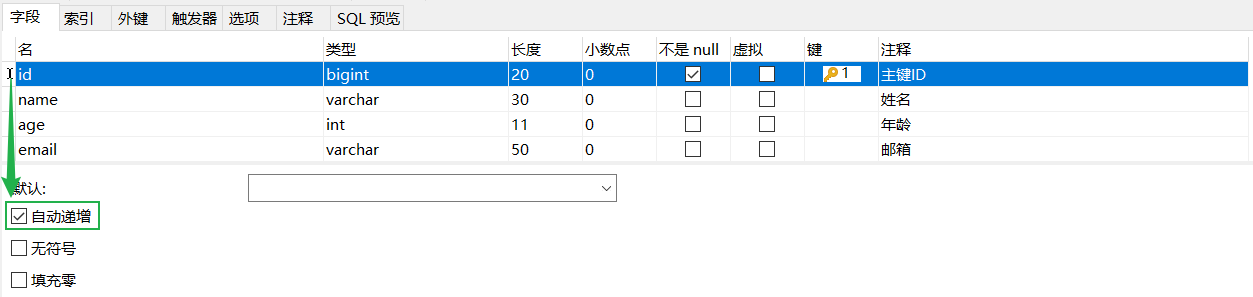 字段 索引 外键 触发器 选项 注释 SQL 预览
名 类型 长度 小数点 不是 null 虚拟 键 注释
id bigint 20 0 1 主键ID
name varchar 30 0 姓名
age int 11 0 年龄
email varchar 50 0 邮箱
默认:
自动递增
无符号
填充零